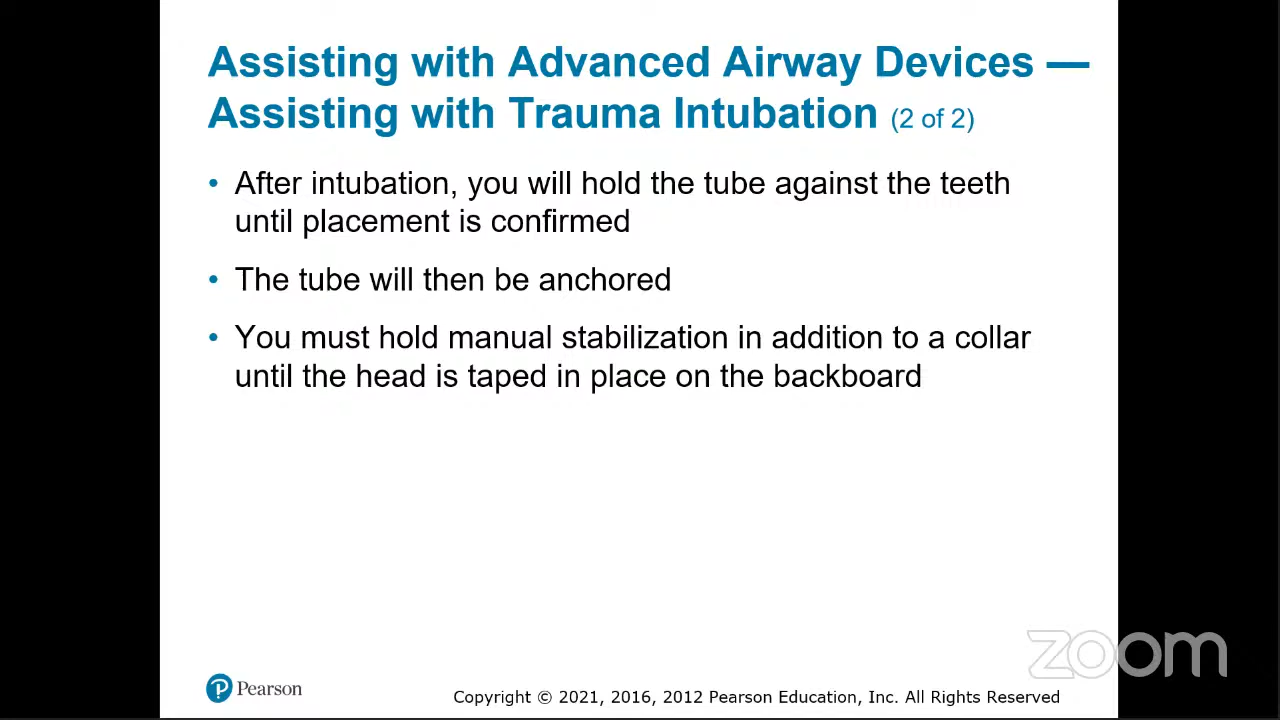 Assisting with Advanced Airway Devices —
Assisting with Trauma Intubation (2 of 2)
• After intubation, you will hold the tube against the teeth
until placement is confirmed
• The tube will then be anchored
• You must hold manual stabilization in addition to a collar
until the head is taped in place on the backboard
zoom
Pearson
Copyright © 2021, 2016, 2012 Pearson Education, Inc. All Rights Reserved